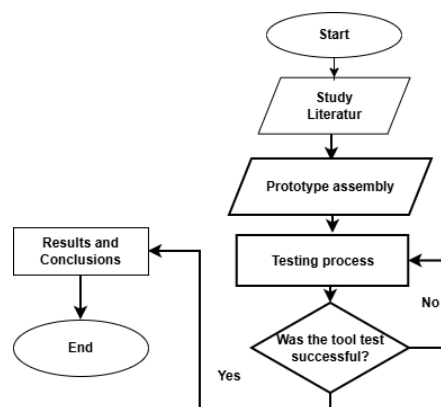 Start
Study
Literatur
Prototype assembly
Testing process
Results and
Conclusions
No
Was the tool test
successful?
End
Yes